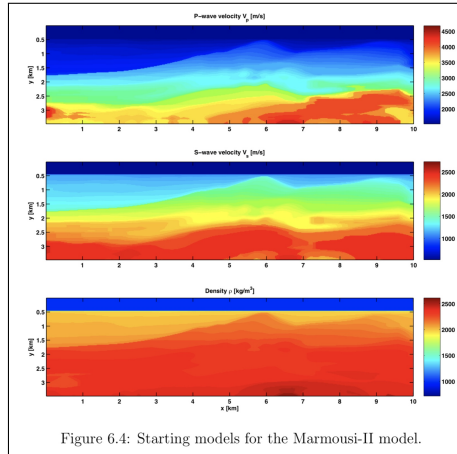 P-wave velocity Vp [m/s]
0.5
1
1.5
2
2.5
3
y [km]
1 2 3 4 5 6 7 8 9 10
4500
4000
3500
3000
2500
2000
S-wave velocity Vs [m/s]
0.5
1
1.5
2
2.5
3
y [km]
1 2 3 4 5 6 7 8 9 10
2500
2000
1500
1000
Density ρ [kg/m³]
0.5
1
1.5
2
2.5
3
y [km]
1 2 3 4 5 6 7 8 9 10
x [km]
2500
2000
1500
1000
Figure 6.4: Starting models for the Marmousi-II model.